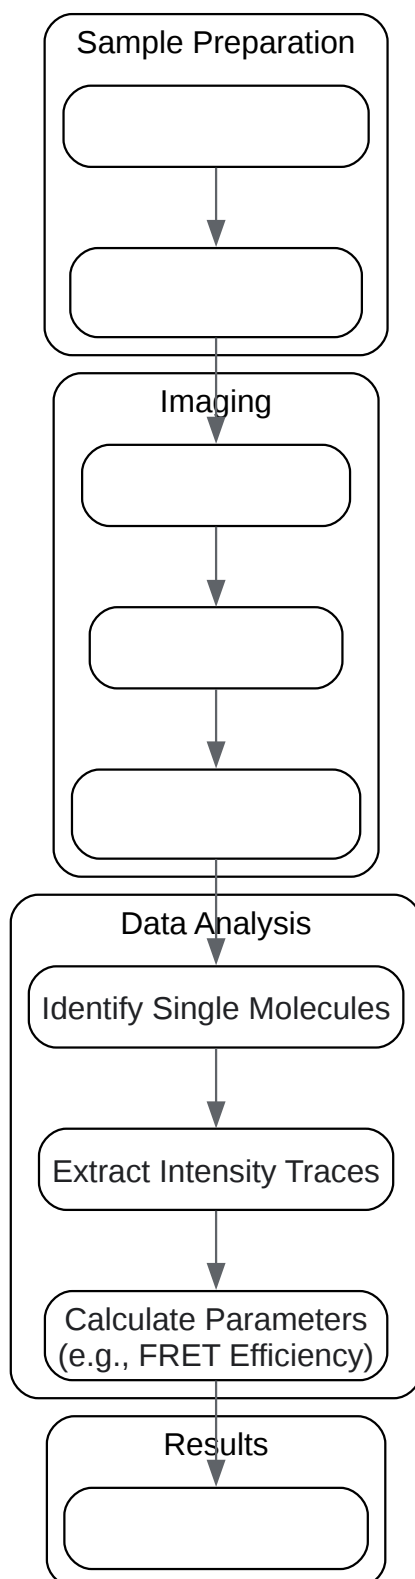 Sample Preparation
Imaging
Data Analysis
Identify Single Molecules
Extract Intensity Traces
Calculate Parameters
(e.g., FRET Efficiency)
Results